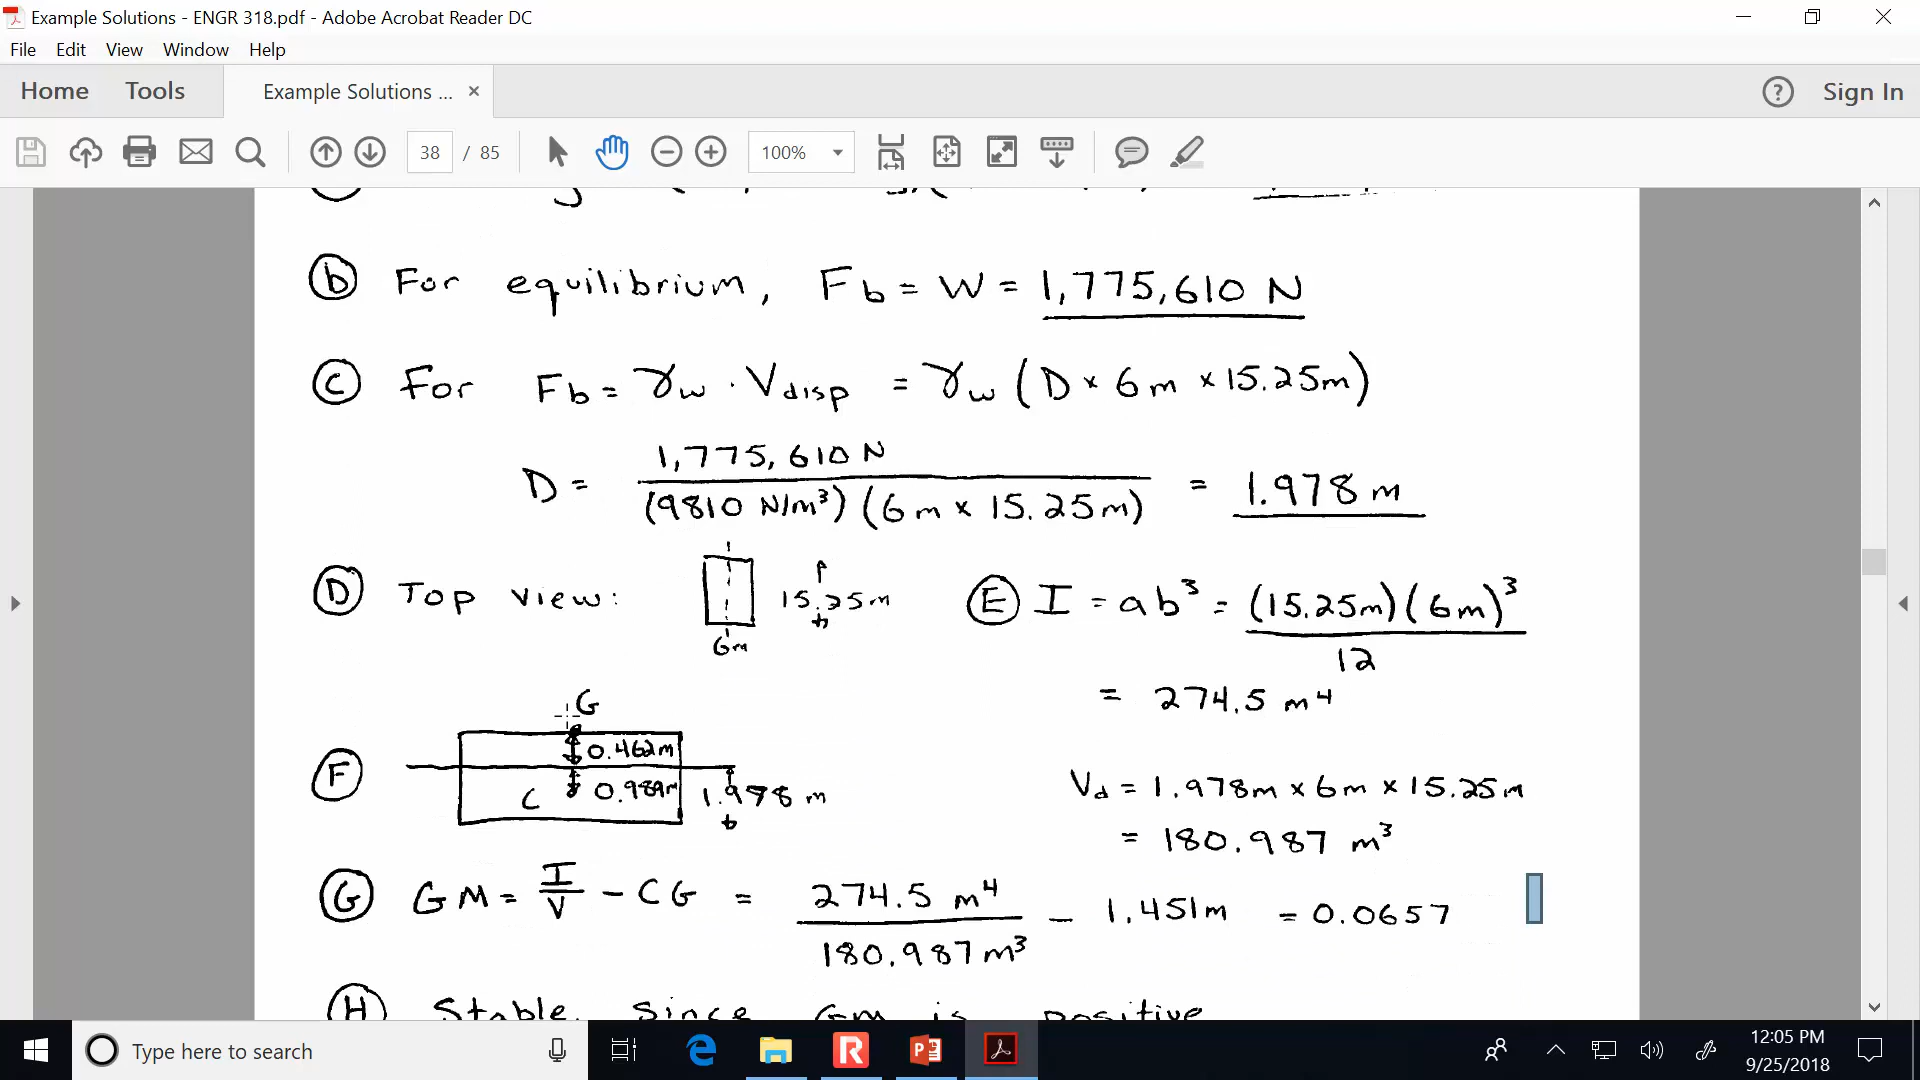 Example Solutions - ENGR 318.pdf - Adobe Acrobat Reader DC
File Edit View Window Help
Home Tools Example Solutions ... × ? Sign In
38 / 85 100%
b For equilibrium, Fb = W = 1,775,610 N
c For Fb = γw · Vdisp = γw (D × 6m × 15.25m)
1,775,610 N
D = = 1.978 m
(9810 N/m³) (6m × 15.25m)
D Top view: 15.25m
6m
E I = ab³ = (15.25m)(6m)³
12
= 274.5 m⁴
G
0.462m
F
C 0.989m 1.978 m
Vd = 1.978m × 6m × 15.25m
= 180.987 m³
G GM = I/V - CG = 274.5 m⁴ / 180.987m³ - 1.451m = 0.0657
H Stable, since GM is positive
Type here to search
12:05 PM
9/25/2018